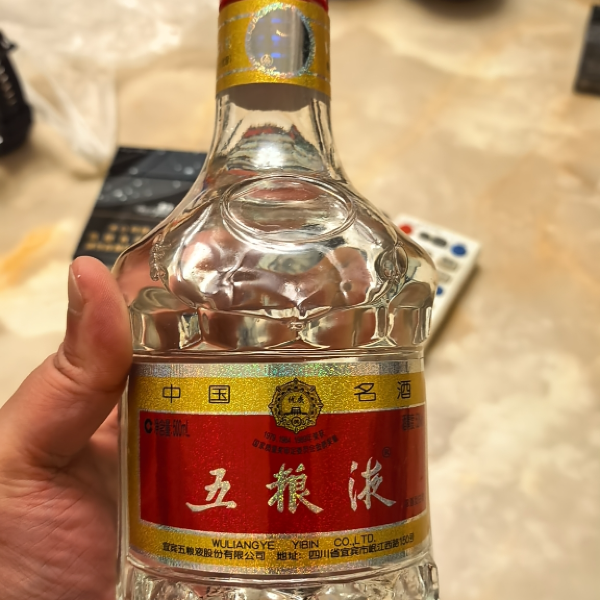 中国 名酒
500mL
五粮液
WULIANGYE YIBIN CO.,LTD.
宜宾五粮液股份有限公司 地址:四川省宜宾市岷江西路150号